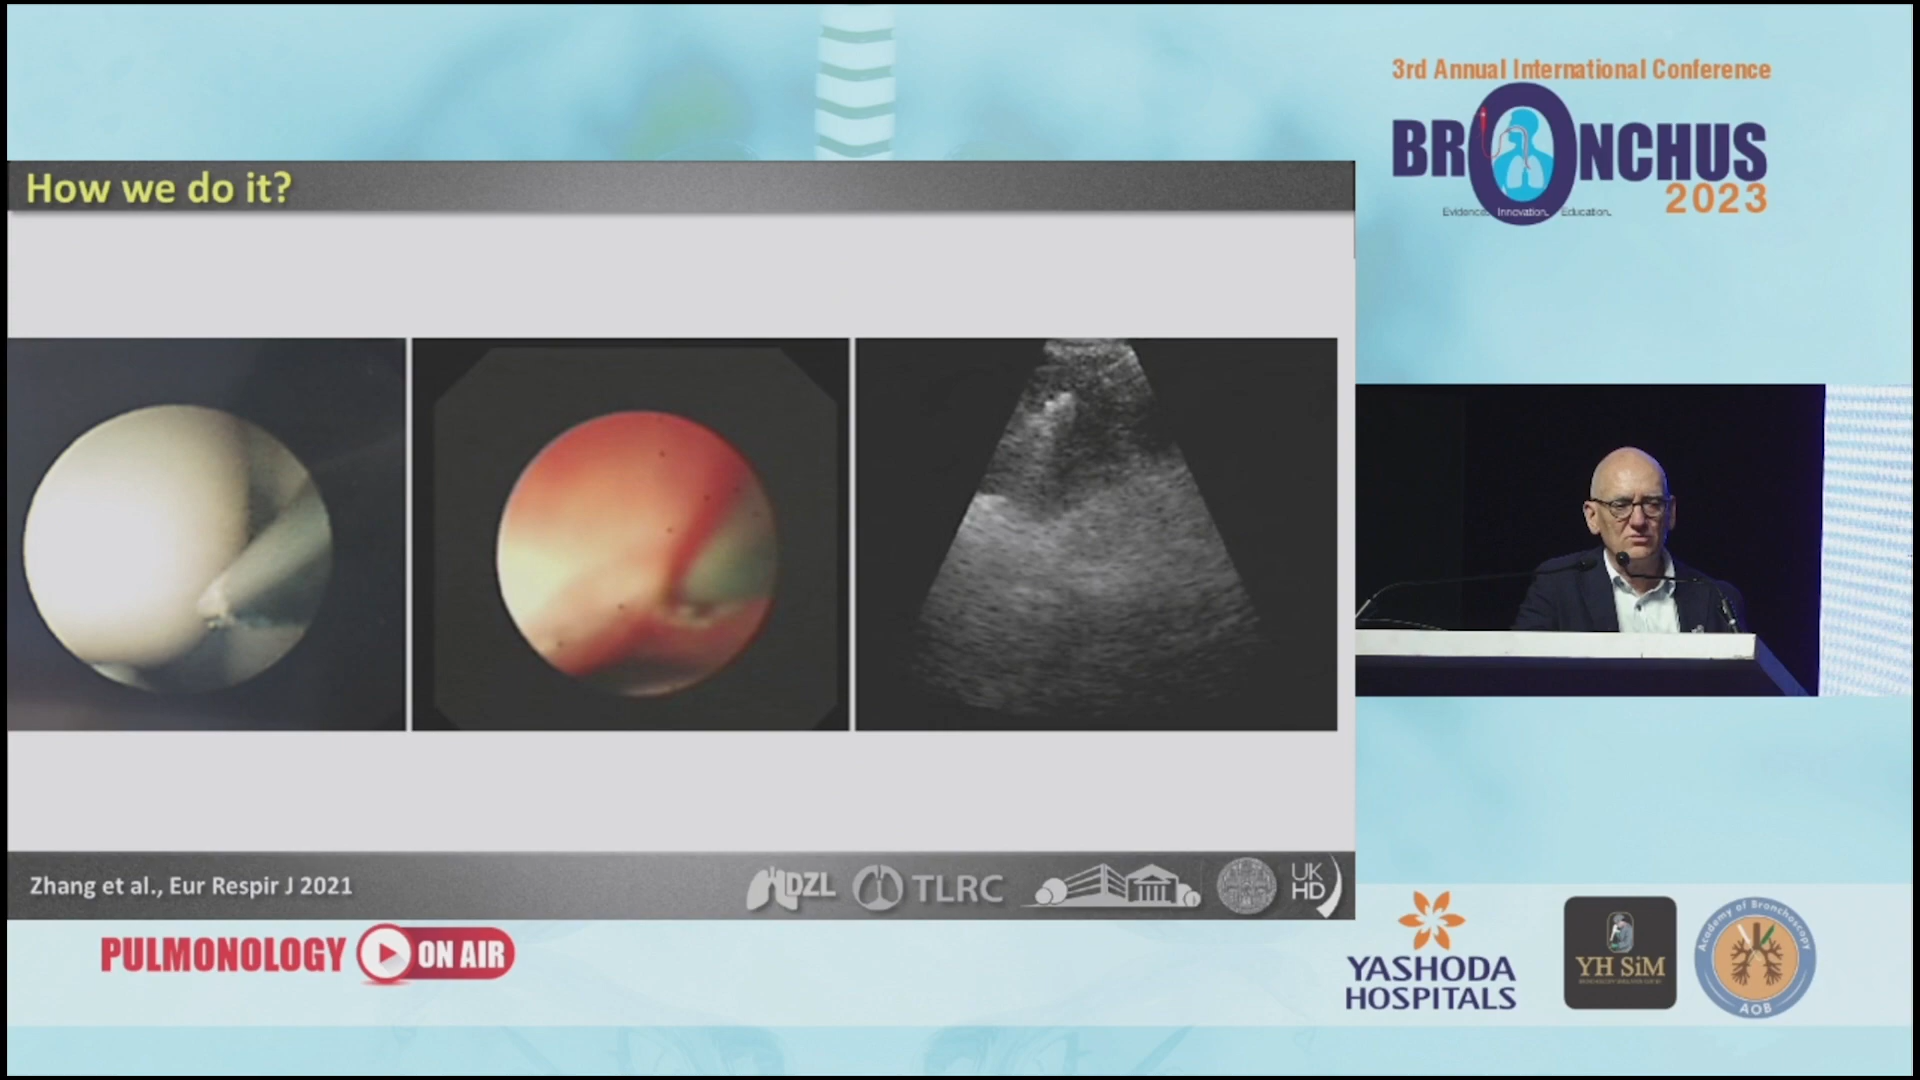 3rd Annual International Conference
BRONCHUS
2023
Evidence. Innovation. Education.
How we do it?
Zhang et al., Eur Respir J 2021
DZL
TLRC
UK
HD
PULMONOLOGY ON AIR
YASHODA
HOSPITALS
YH SiM
Academy of Bronchoscopy
AOB